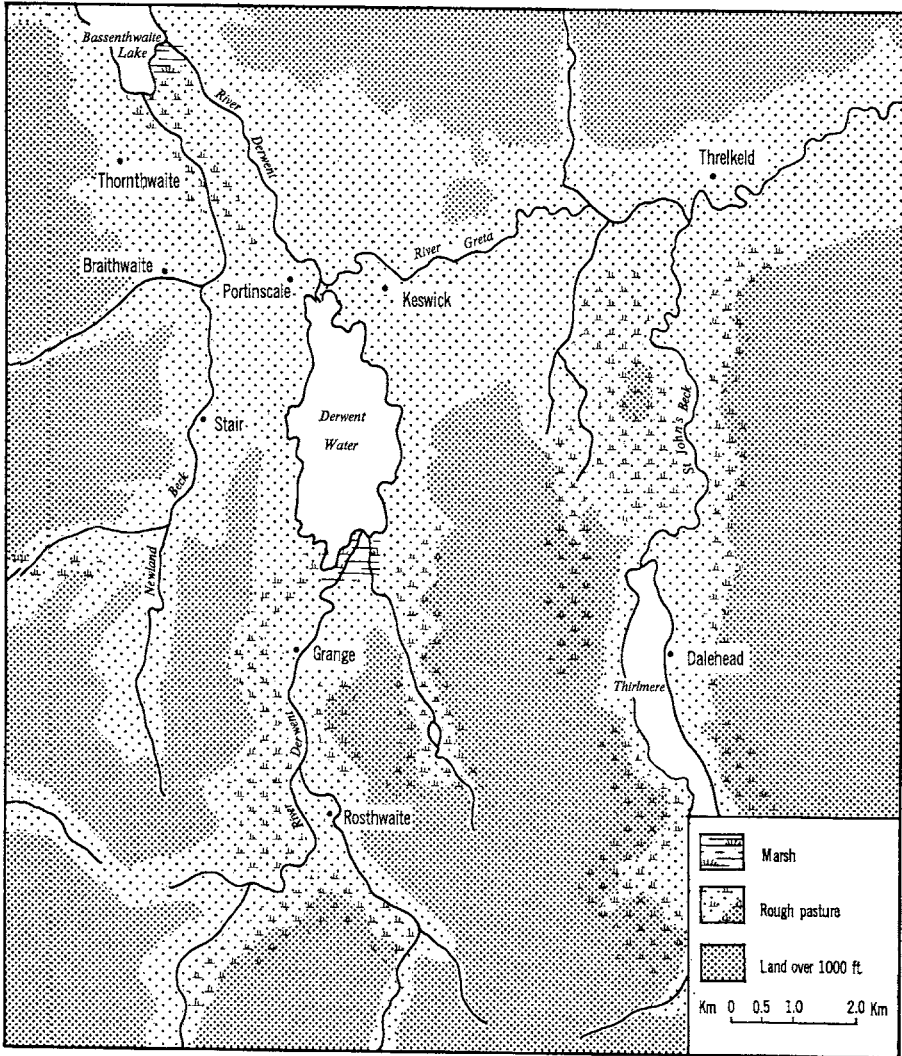 Bassenthwaite
Lake
River
Derwent
Threlkeld
Thornthwaite
River Greta
Braithwaite
Portinscale
Keswick
Derwent
Water
Stair
St John's Beck
Newland Beck
Grange
Dalehead
Thirlmere
River Derwent
Rosthwaite
Marsh
Rough pasture
Land over 1000 ft.
Km 0 0.5 1.0 2.0 Km